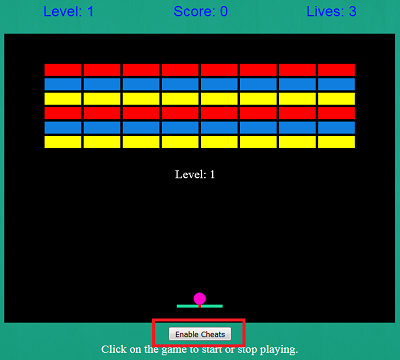 Level: 1 Score: 0 Lives: 3
Level: 1
Enable Cheats
Click on the game to start or stop playing.